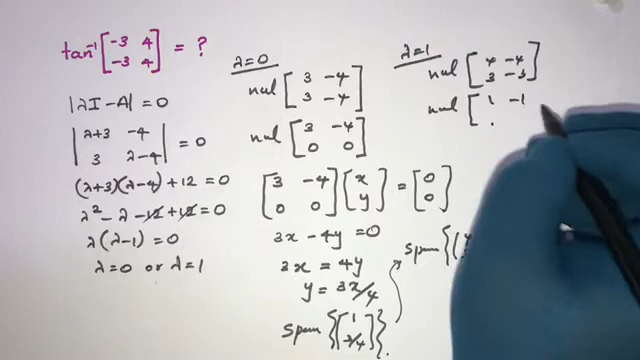 tan⁻¹ [ -3 4 ; -3 4 ] = ?
|λI - A| = 0
| λ+3 -4 ; 3 λ-4 | = 0
(λ+3)(λ-4) + 12 = 0
λ² - λ - 12 + 12 = 0
λ(λ-1) = 0
λ=0 or λ=1
λ=0
nul [ 3 -4 ; 3 -4 ]
nul [ 3 -4 ; 0 0 ]
[ 3 -4 ; 0 0 ] [ x ; y ] = [ 0 ; 0 ]
3x - 4y = 0
3x = 4y
y = 3x/4
span { [ 1 ; 3/4 ] }.
span { (
λ=1
nul [ 4 -4 ; 3 -3 ]
nul [ 1 -1